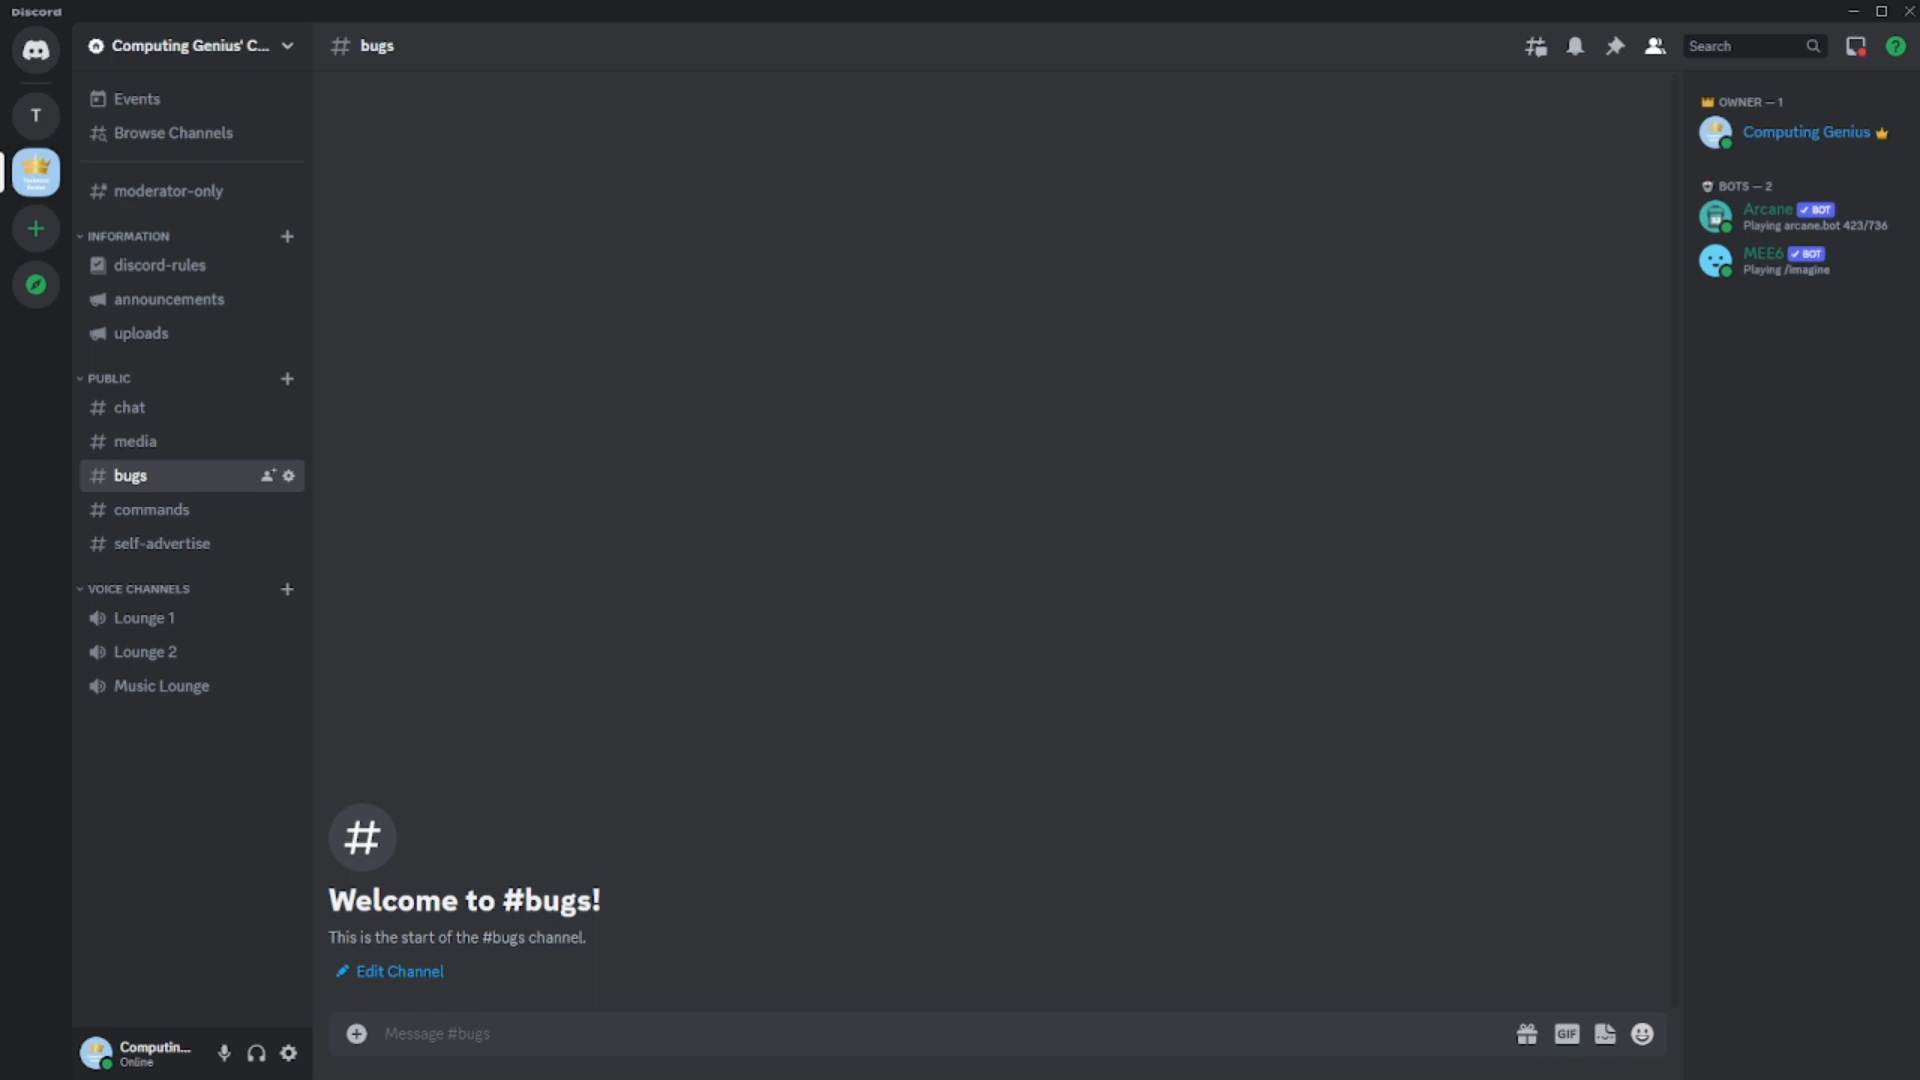 Discord
Computing Genius' C...
Events
Browse Channels
moderator-only
INFORMATION
discord-rules
announcements
uploads
PUBLIC
chat
media
bugs
commands
self-advertise
VOICE CHANNELS
Lounge 1
Lounge 2
Music Lounge
Computin...
Online
T
bugs
Search
Welcome to #bugs!
This is the start of the #bugs channel.
Edit Channel
Message #bugs
GIF
OWNER — 1
Computing Genius
BOTS — 2
Arcane BOT
Playing arcane.bot 423/736
MEE6 BOT
Playing /imagine